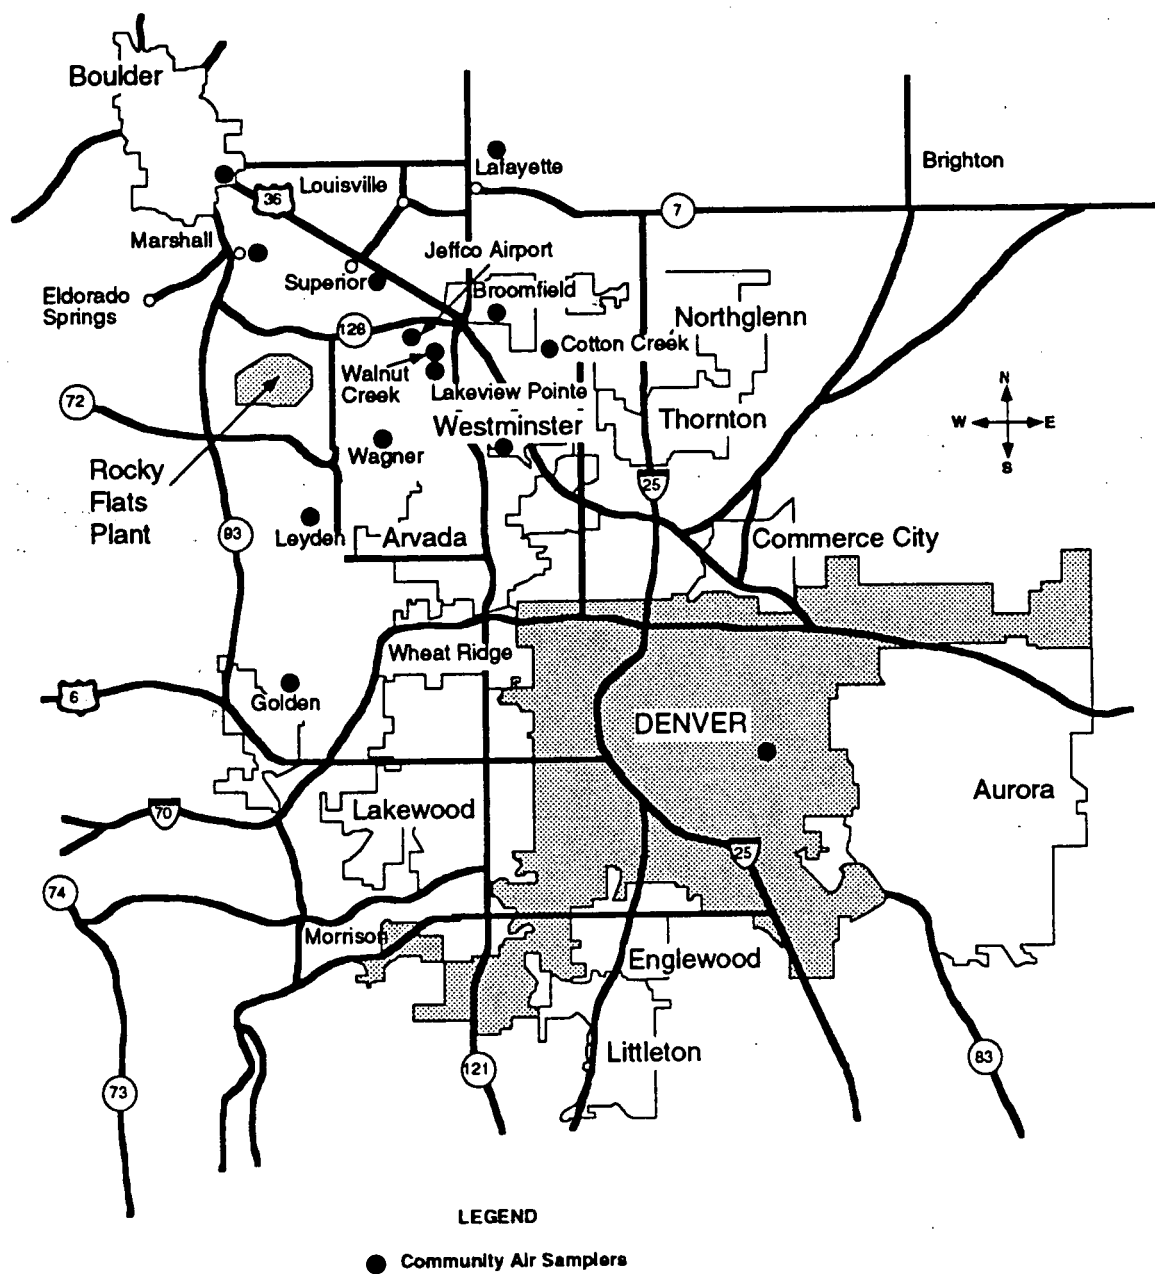 Boulder
Brighton
Lafayette
Louisville
36
7
Marshall
Jeffco Airport
Superior
Broomfield
Eldorado
Springs
128
Northglenn
Cotton Creek
Walnut
Creek
Lakeview Pointe
72
Westminster
Thornton
N
W
E
S
Wagner
Rocky
Flats
Plant
25
93
Leyden
Arvada
Commerce City
Wheat Ridge
6
Golden
DENVER
Aurora
70
Lakewood
25
74
Morrison
Englewood
Littleton
121
83
73
LEGEND
Community Air Samplers